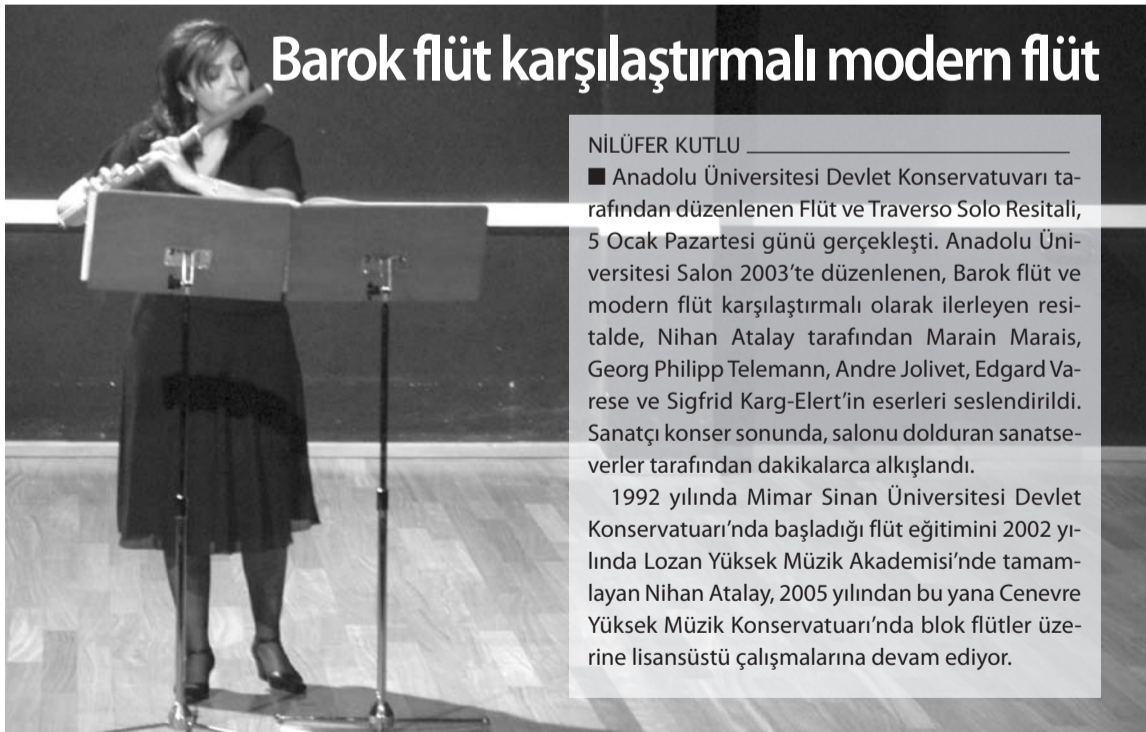 Barok flüt karşılaştırmalı modern flüt
NİLÜFER KUTLU
■ Anadolu Üniversitesi Devlet Konservatuvarı ta-
rafından düzenlenen Flüt ve Traverso Solo Resitali,
5 Ocak Pazartesi günü gerçekleşti. Anadolu Üni-
versitesi Salon 2003’te düzenlenen, Barok flüt ve
modern flüt karşılaştırmalı olarak ilerleyen resi-
talde, Nihan Atalay tarafından Marain Marais,
Georg Philipp Telemann, Andre Jolivet, Edgard Va-
rese ve Sigfrid Karg-Elert’in eserleri seslendirildi.
Sanatçı konser sonunda, salonu dolduran sanatse-
verler tarafından dakikalarca alkışlandı.
1992 yılında Mimar Sinan Üniversitesi Devlet
Konservatuarı’nda başladığı flüt eğitimini 2002 yı-
lında Lozan Yüksek Müzik Akademisi’nde tamam-
layan Nihan Atalay, 2005 yılından bu yana Cenevre
Yüksek Müzik Konservatuarı’nda blok flütler üze-
rine lisansüstü çalışmalarına devam ediyor.